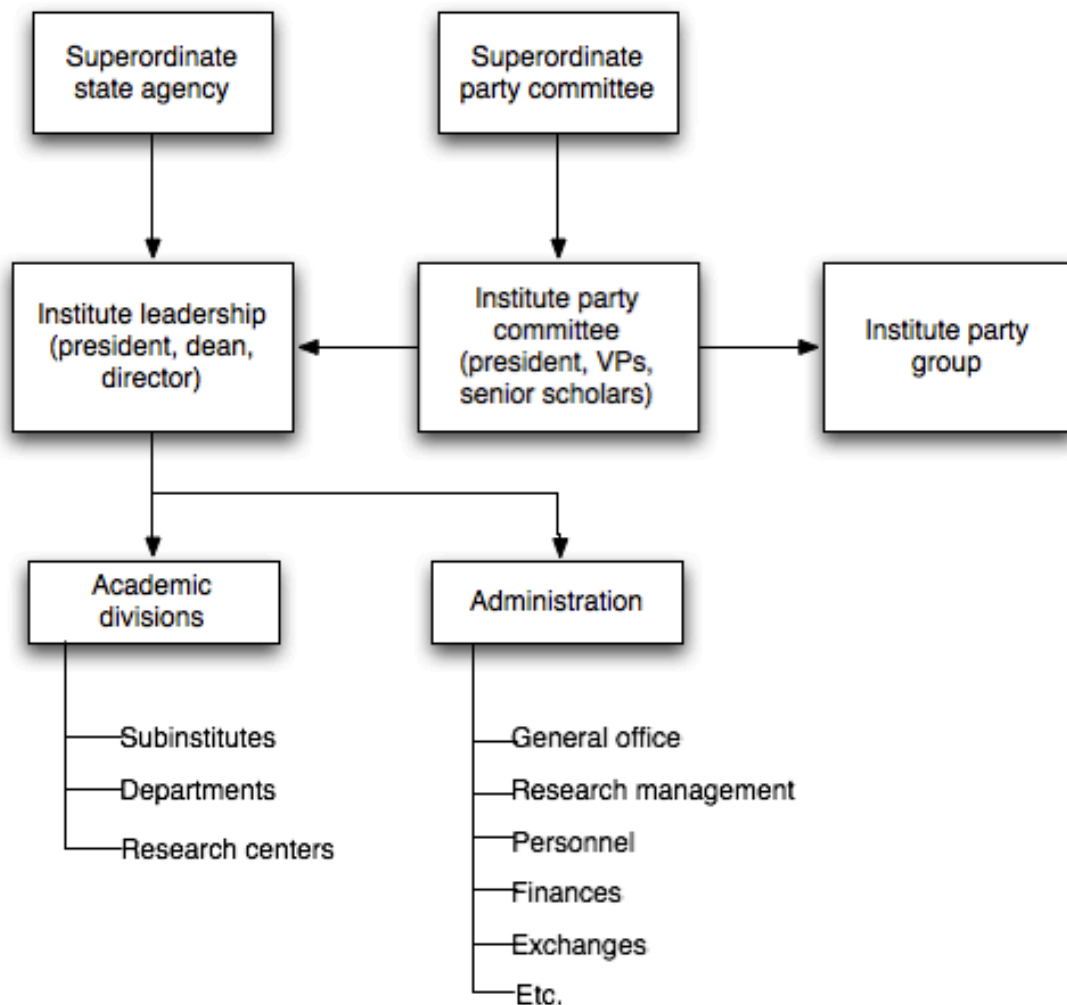 Superordinate
state agency
Superordinate
party committee
Institute leadership
(president, dean,
director)
Institute party
committee
(president, VPs,
senior scholars)
Institute party
group
Academic
divisions
Administration
Subinstitutes
Departments
Research centers
General office
Research management
Personnel
Finances
Exchanges
Etc.